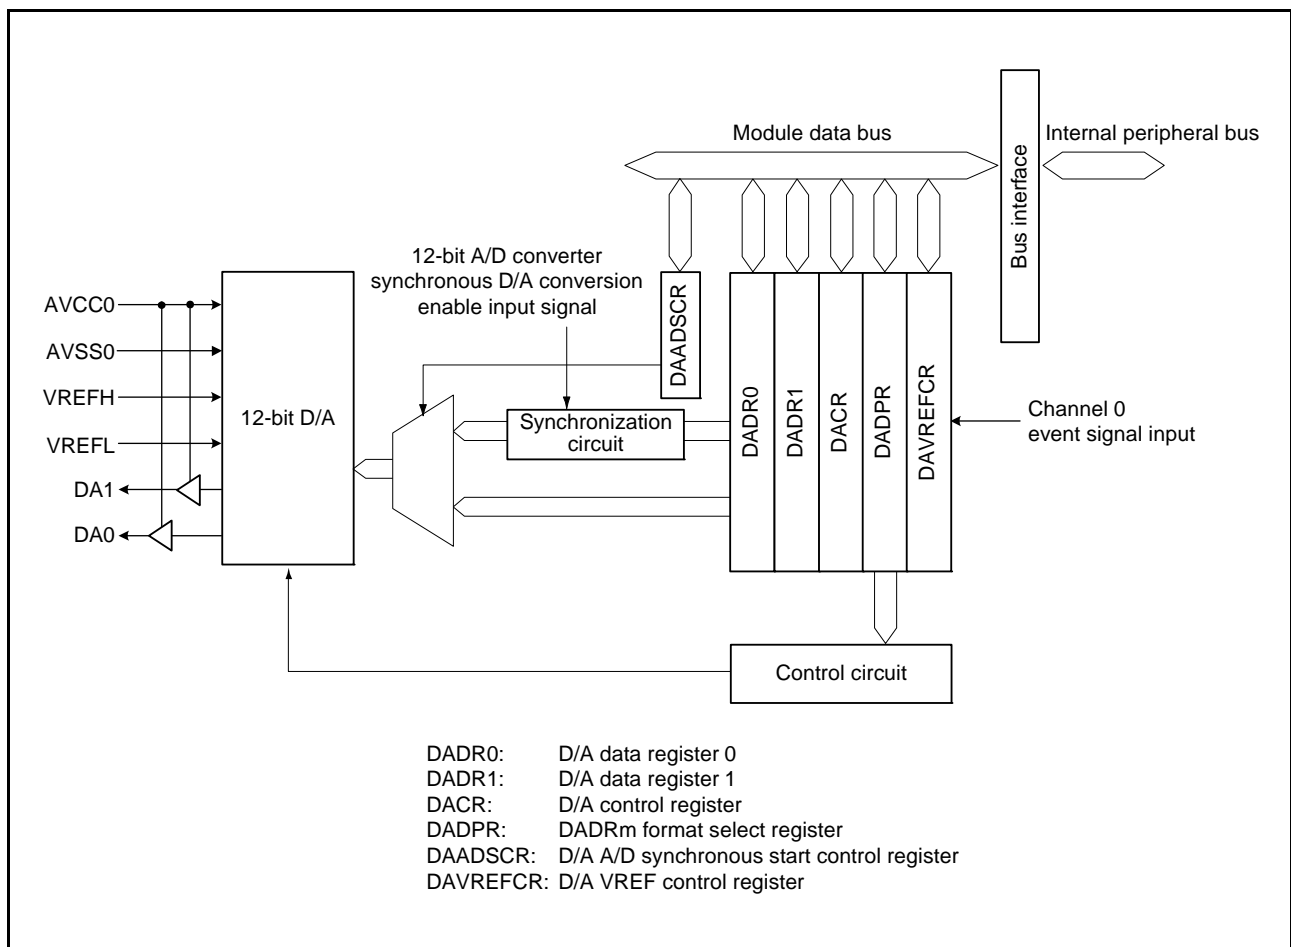 Module data bus
Internal peripheral bus
Bus interface
12-bit A/D converter
synchronous D/A conversion
enable input signal
AVCC0
AVSS0
VREFH
VREFL
DA1
DA0
12-bit D/A
DAADSCR
Synchronization
circuit
DADR0
DADR1
DACR
DADPR
DAVREFCR
Channel 0
event signal input
Control circuit
DADR0: D/A data register 0
DADR1: D/A data register 1
DACR: D/A control register
DADPR: DADRm format select register
DAADSCR: D/A A/D synchronous start control register
DAVREFCR: D/A VREF control register